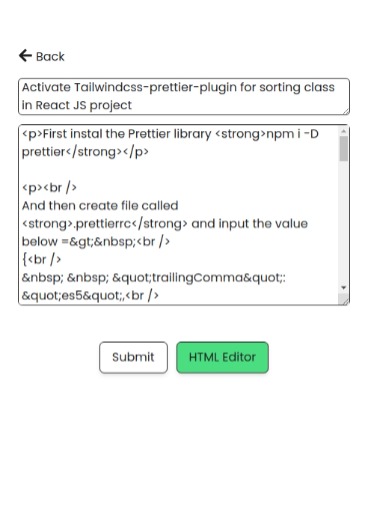 Back
Activate Tailwindcss-prettier-plugin for sorting class
in React JS project
<p>First instal the Prettier library <strong>npm i -D
prettier</strong></p>
<p><br />
And then create file called
<strong>.prettierrc</strong> and input the value
below =&gt;&nbsp;<br />
{<br />
&nbsp; &nbsp; &quot;trailingComma&quot;:
&quot;es5&quot;,<br />
Submit
HTML Editor